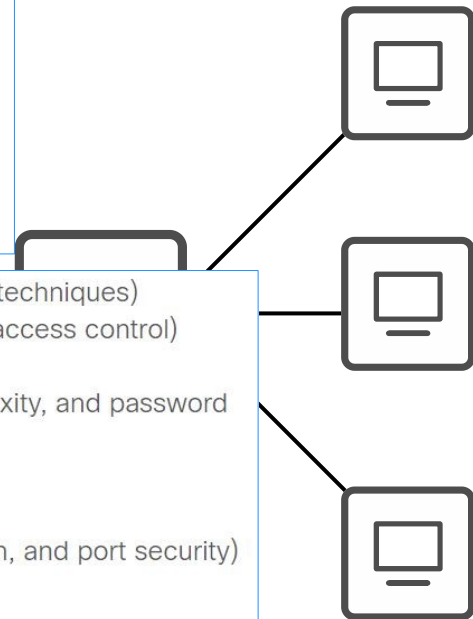 techniques)
access control)
xity, and password
n, and port security)